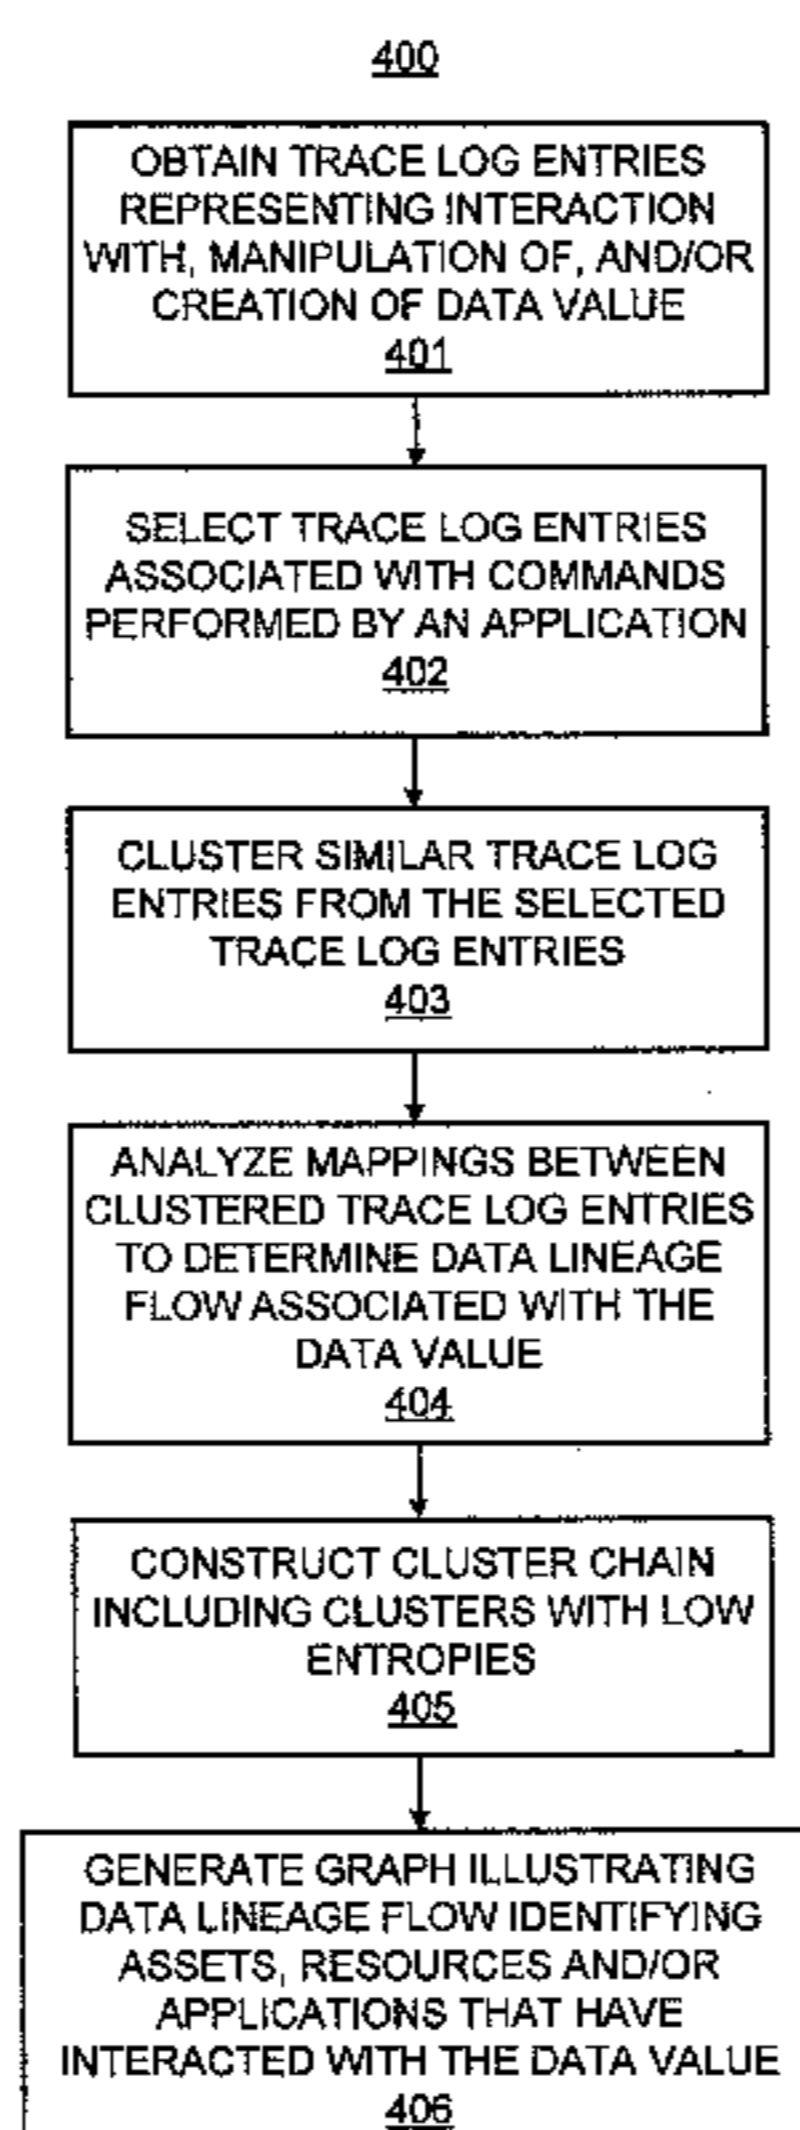 400
OBTAIN TRACE LOG ENTRIES
REPRESENTING INTERACTION
WITH, MANIPULATION OF, AND/OR
CREATION OF DATA VALUE
401
SELECT TRACE LOG ENTRIES
ASSOCIATED WITH COMMANDS
PERFORMED BY AN APPLICATION
402
CLUSTER SIMILAR TRACE LOG
ENTRIES FROM THE SELECTED
TRACE LOG ENTRIES
403
ANALYZE MAPPINGS BETWEEN
CLUSTERED TRACE LOG ENTRIES
TO DETERMINE DATA LINEAGE
FLOW ASSOCIATED WITH THE
DATA VALUE
404
CONSTRUCT CLUSTER CHAIN
INCLUDING CLUSTERS WITH LOW
ENTROPIES
405
GENERATE GRAPH ILLUSTRATING
DATA LINEAGE FLOW IDENTIFYING
ASSETS, RESOURCES AND/OR
APPLICATIONS THAT HAVE
INTERACTED WITH THE DATA VALUE
406